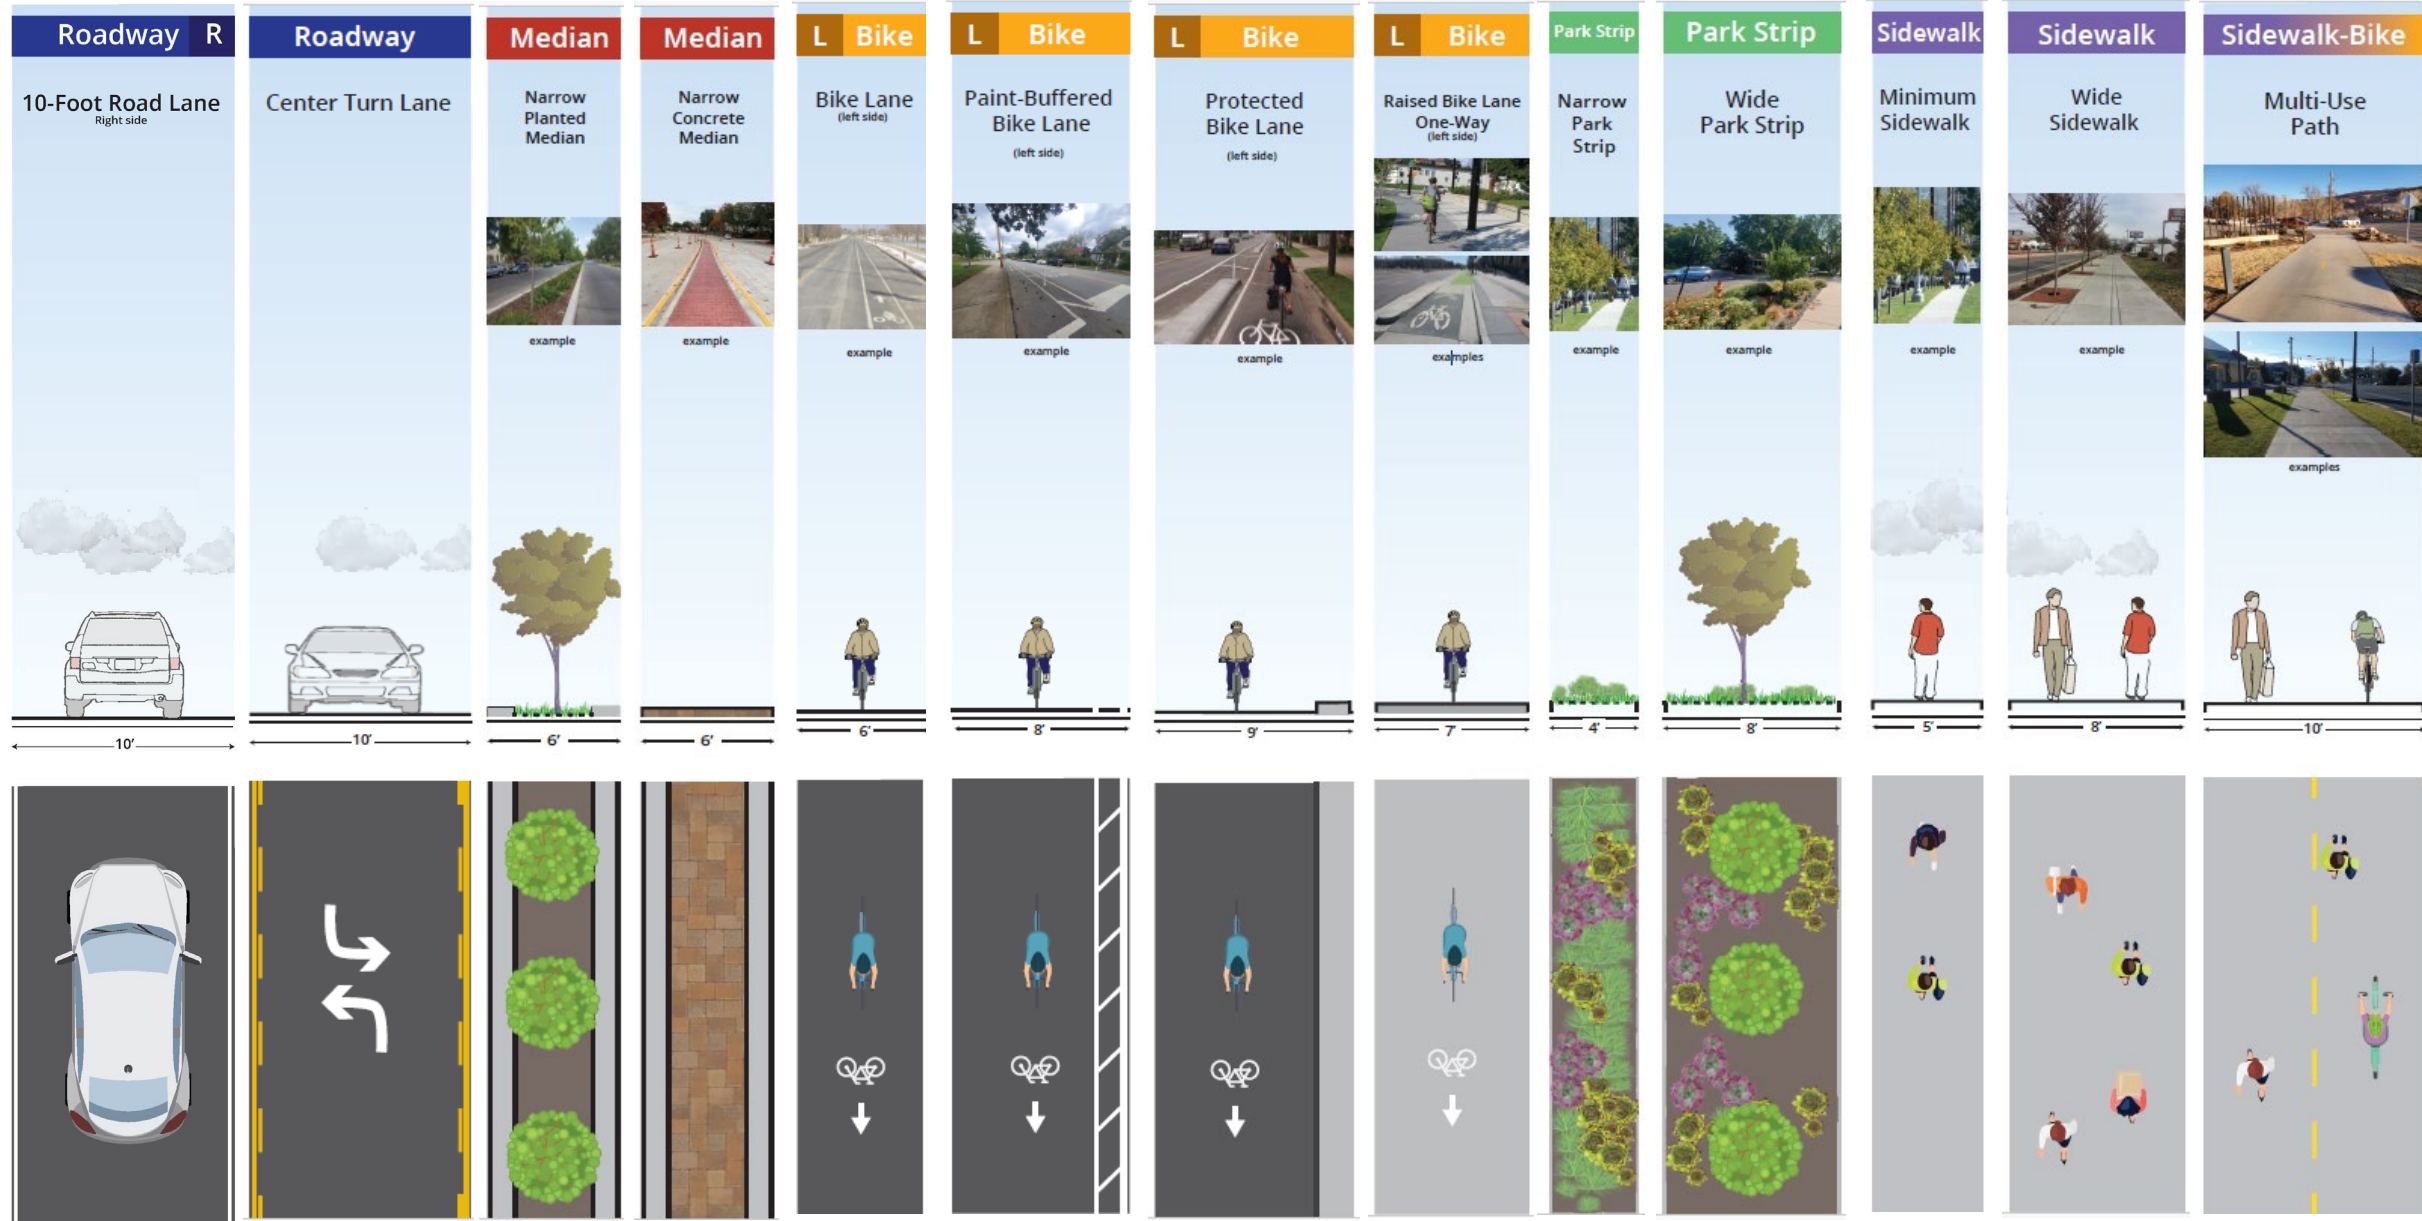 Roadway R
10-Foot Road Lane
Right side
10'
Roadway
Center Turn Lane
10'
Median
Narrow
Planted
Median
example
6'
Median
Narrow
Concrete
Median
example
6'
L Bike
Bike Lane
(left side)
example
6'
L Bike
Paint-Buffered
Bike Lane
(left side)
example
8'
L Bike
Protected
Bike Lane
(left side)
example
9'
L Bike
Raised Bike Lane
One-Way
(left side)
examples
7'
Park Strip
Narrow
Park
Strip
example
4'
Park Strip
Wide
Park Strip
example
8'
Sidewalk
Minimum
Sidewalk
example
5'
Sidewalk
Wide
Sidewalk
example
8'
Sidewalk-Bike
Multi-Use
Path
examples
10'